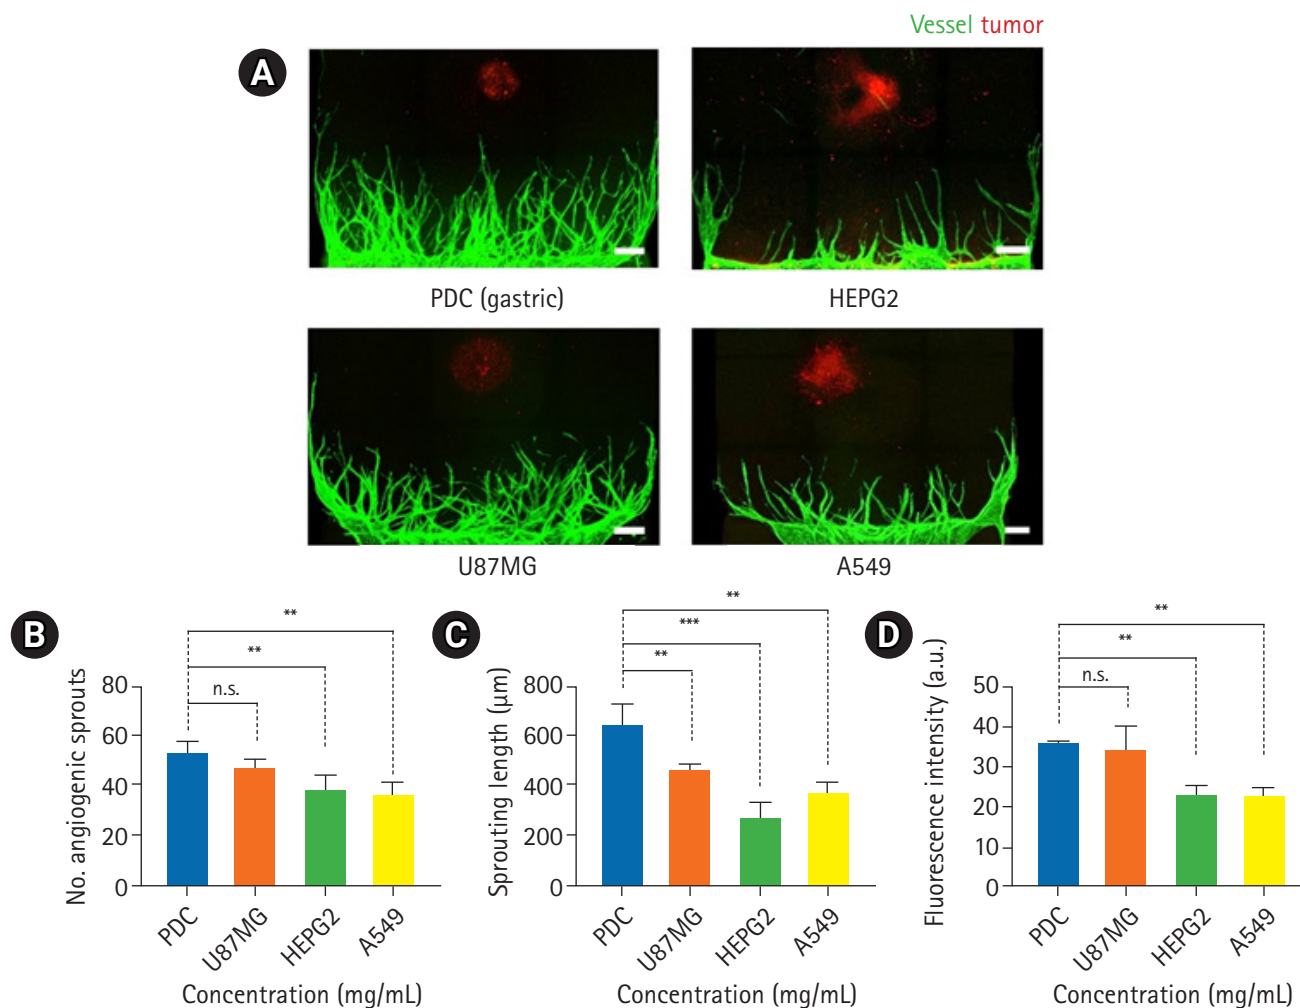 Vessel tumor
A
PDC (gastric)
HEPG2
U87MG
A549
B
No. angiogenic sprouts
80
60
40
20
0
**
**
n.s.
PDC
U87MG
HEPG2
A549
Concentration (mg/mL)
C
Sprouting length (µm)
800
600
400
200
0
**
***
**
PDC
U87MG
HEPG2
A549
Concentration (mg/mL)
D
Fluorescence intensity (a.u.)
50
40
30
20
10
0
**
**
n.s.
PDC
U87MG
HEPG2
A549
Concentration (mg/mL)